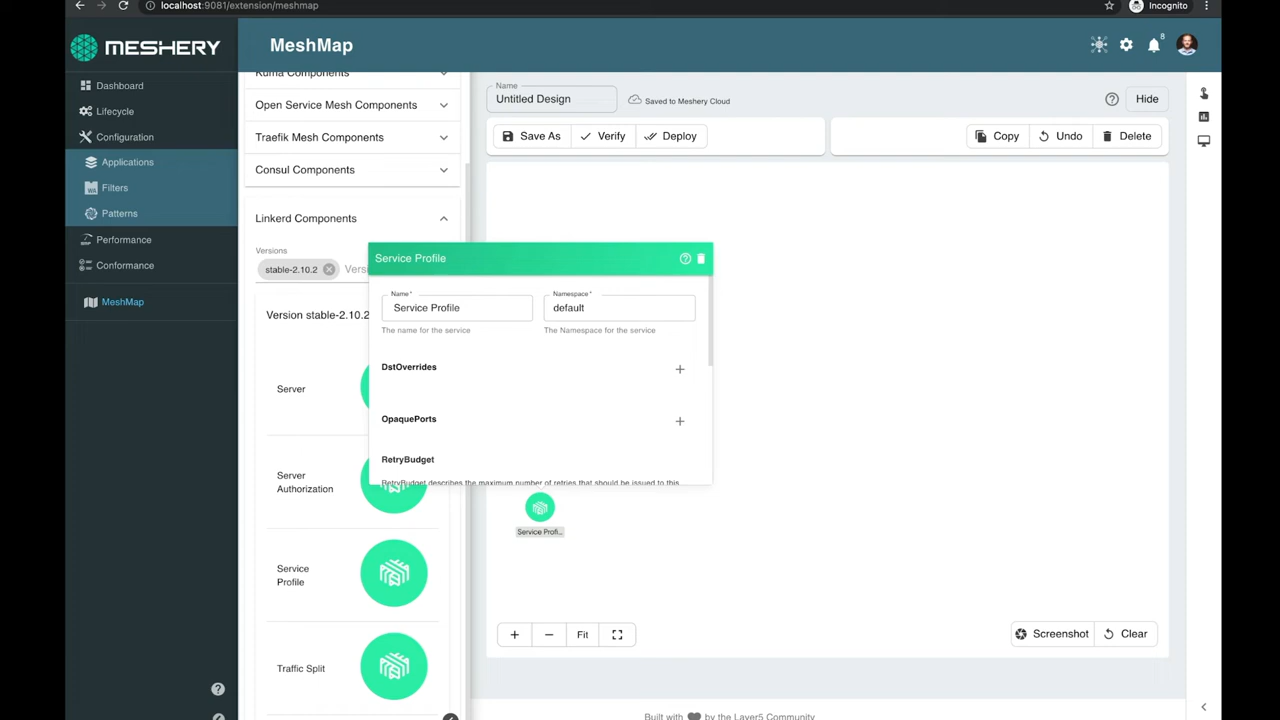 localhost:9081/extension/meshmap
Incognito
MESHERY
MeshMap
8
Dashboard
Lifecycle
Configuration
Applications
Filters
Patterns
Performance
Conformance
MeshMap
Kuma Components
Open Service Mesh Components
Traefik Mesh Components
Consul Components
Linkerd Components
Versions
stable-2.10.2
Version stable-2.10.2
Server
Server
Authorization
Service
Profile
Traffic Split
Name
Untitled Design
Saved to Meshery Cloud
Hide
Save As
Verify
Deploy
Copy
Undo
Delete
Service Profile
Name*
Service Profile
The name for the service
Namespace*
default
The Namespace for the service
DstOverrides
OpaquePorts
RetryBudget
RetryBudget describes the maximum number of retries that should be issued to this
Service Profi...
Fit
Screenshot
Clear
Built with
by the Layer5 Community